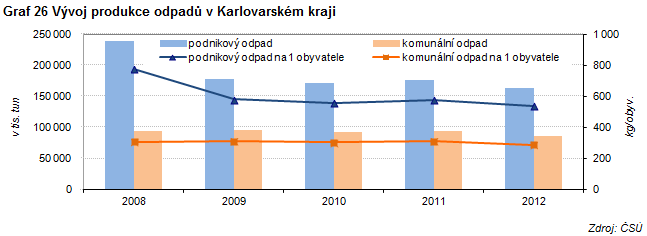 Graf 26 Vývoj produkce odpadů v Karlovarském kraji
250 000
200 000
150 000
100 000
50 000
0
v tis. tun
podnikový odpad
komunální odpad
podnikový odpad na 1 obyvatele
komunální odpad na 1 obyvatele
1 000
800
600
400
200
0
kg/obyv.
2008
2009
2010
2011
2012
Zdroj: ČSÚ